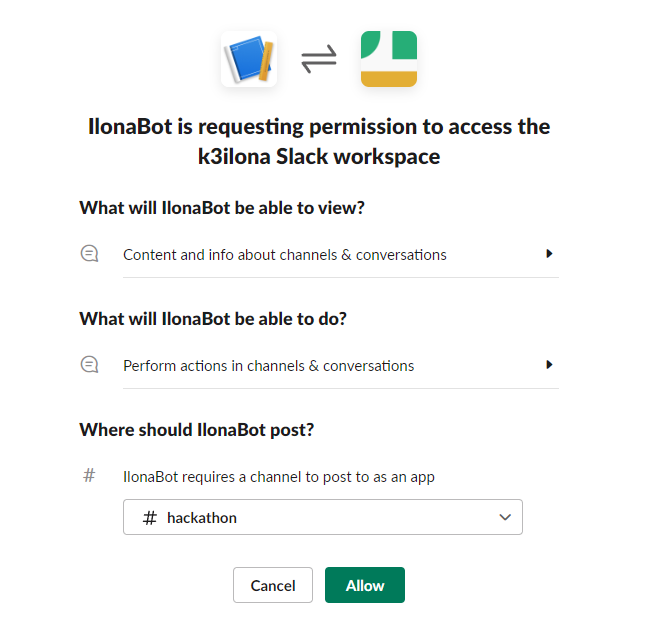 IlonaBot is requesting permission to access the
k3ilona Slack workspace
What will IlonaBot be able to view?
Content and info about channels & conversations
What will IlonaBot be able to do?
Perform actions in channels & conversations
Where should IlonaBot post?
# IlonaBot requires a channel to post to as an app
# hackathon
Cancel Allow